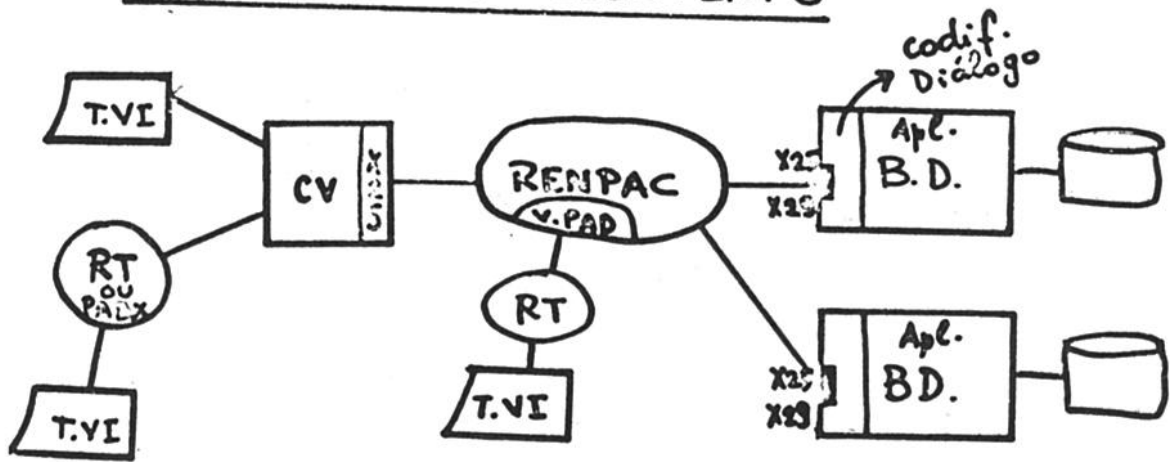 codif.
Diálogo
T.VI
CV
RENPAC
V.PAD
X25
X29
Apl.
B.D.
RT
OU
PABX
RT
T.VI
T.VI
X25
X29
Apl.
BD.